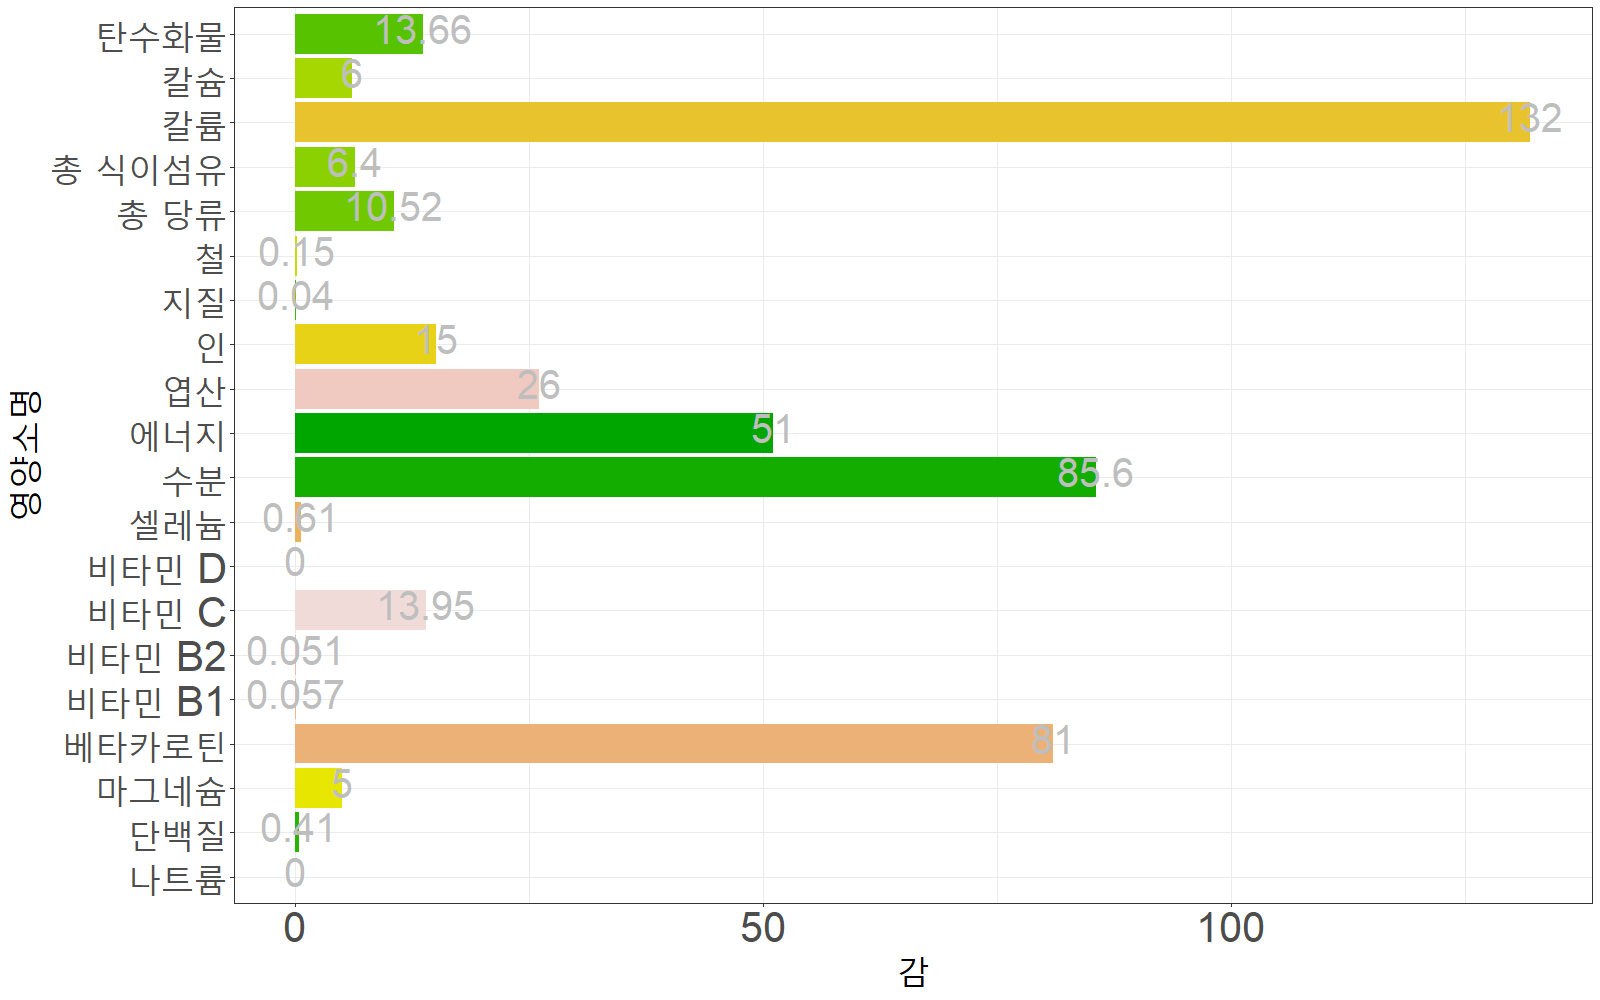 탄수화물 13.66
칼슘 6
칼륨 132
총 식이섬유 6.4
총 당류 10.52
철 0.15
지질 0.04
인 15
엽산 26
에너지 51
수분 85.6
셀레늄 0.61
비타민 D 0
비타민 C 13.95
비타민 B2 0.051
비타민 B1 0.057
베타카로틴 81
마그네슘 5
단백질 0.41
나트륨 0
영양소명
0 50 100
감